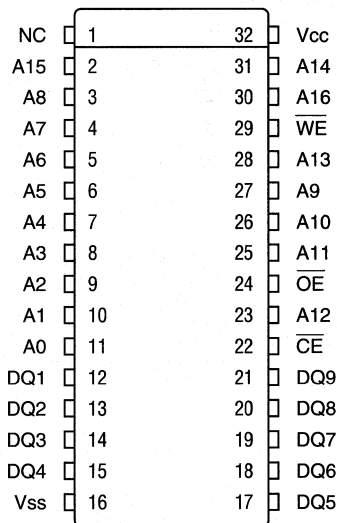 NC 1 32 Vcc
A15 2 31 A14
A8 3 30 A16
A7 4 29 W̅E̅
A6 5 28 A13
A5 6 27 A9
A4 7 26 A10
A3 8 25 A11
A2 9 24 O̅E̅
A1 10 23 A12
A0 11 22 C̅E̅
DQ1 12 21 DQ9
DQ2 13 20 DQ8
DQ3 14 19 DQ7
DQ4 15 18 DQ6
Vss 16 17 DQ5